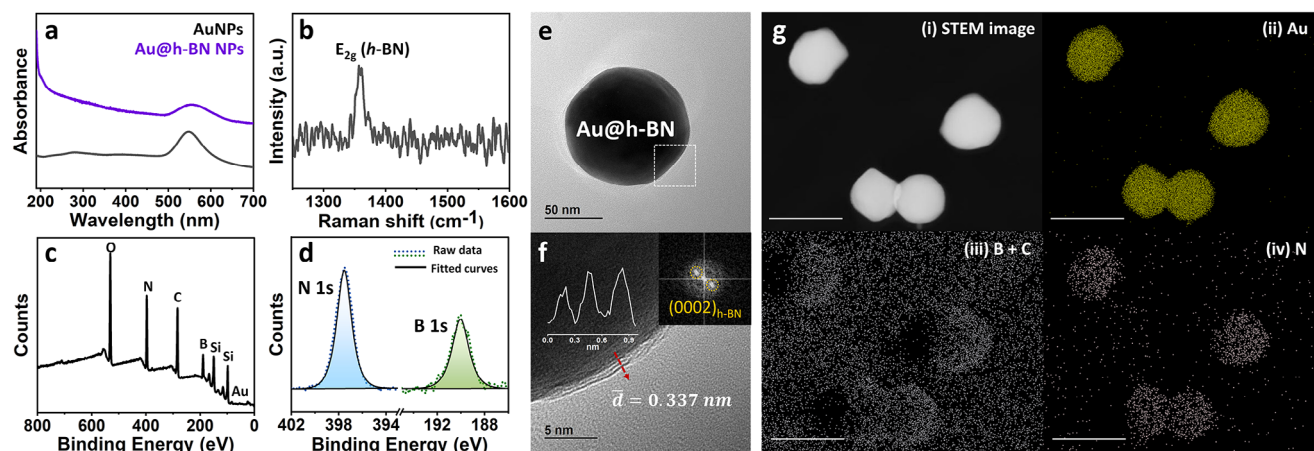 a
AuNPs
Au@h-BN NPs
Absorbance
200 300 400 500 600 700
Wavelength (nm)
b
E2g (h-BN)
Intensity (a.u.)
1300 1400 1500 1600
Raman shift (cm-1)
c
O
N
C
B
Si
Si
Au
Counts
800 600 400 200 0
Binding Energy (eV)
d
Raw data
Fitted curves
N 1s
B 1s
Counts
402 398 394 192 188
Binding Energy (eV)
e
Au@h-BN
50 nm
f
(0002)h-BN
0.0 0.3 0.6 0.9
nm
d̅ = 0.337 nm
5 nm
g
(i) STEM image
(ii) Au
(iii) B + C
(iv) N